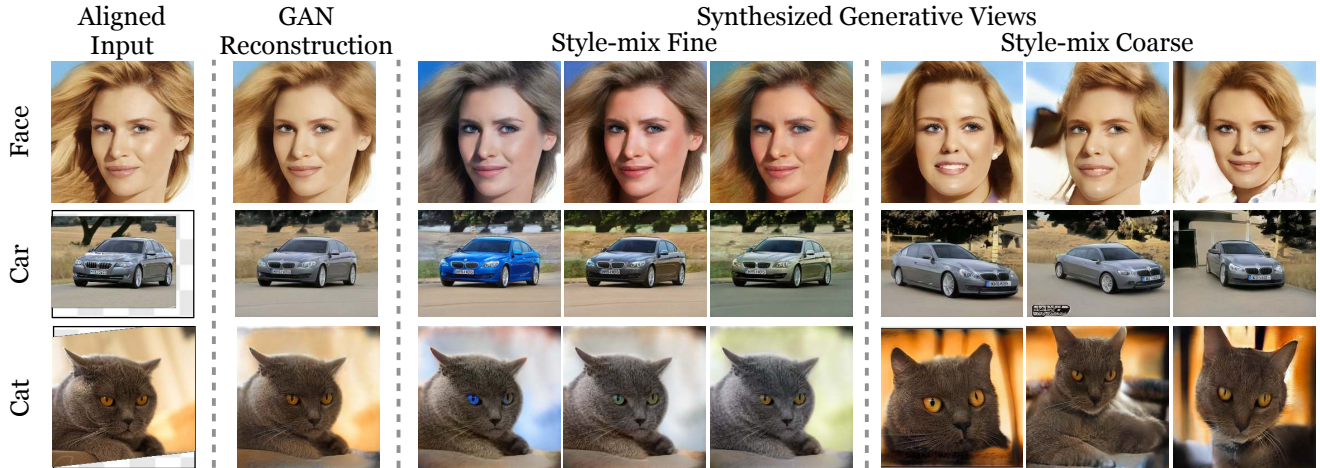 Aligned
Input
GAN
Reconstruction
Synthesized Generative Views
Style-mix Fine
Style-mix Coarse
Face
Car
Cat